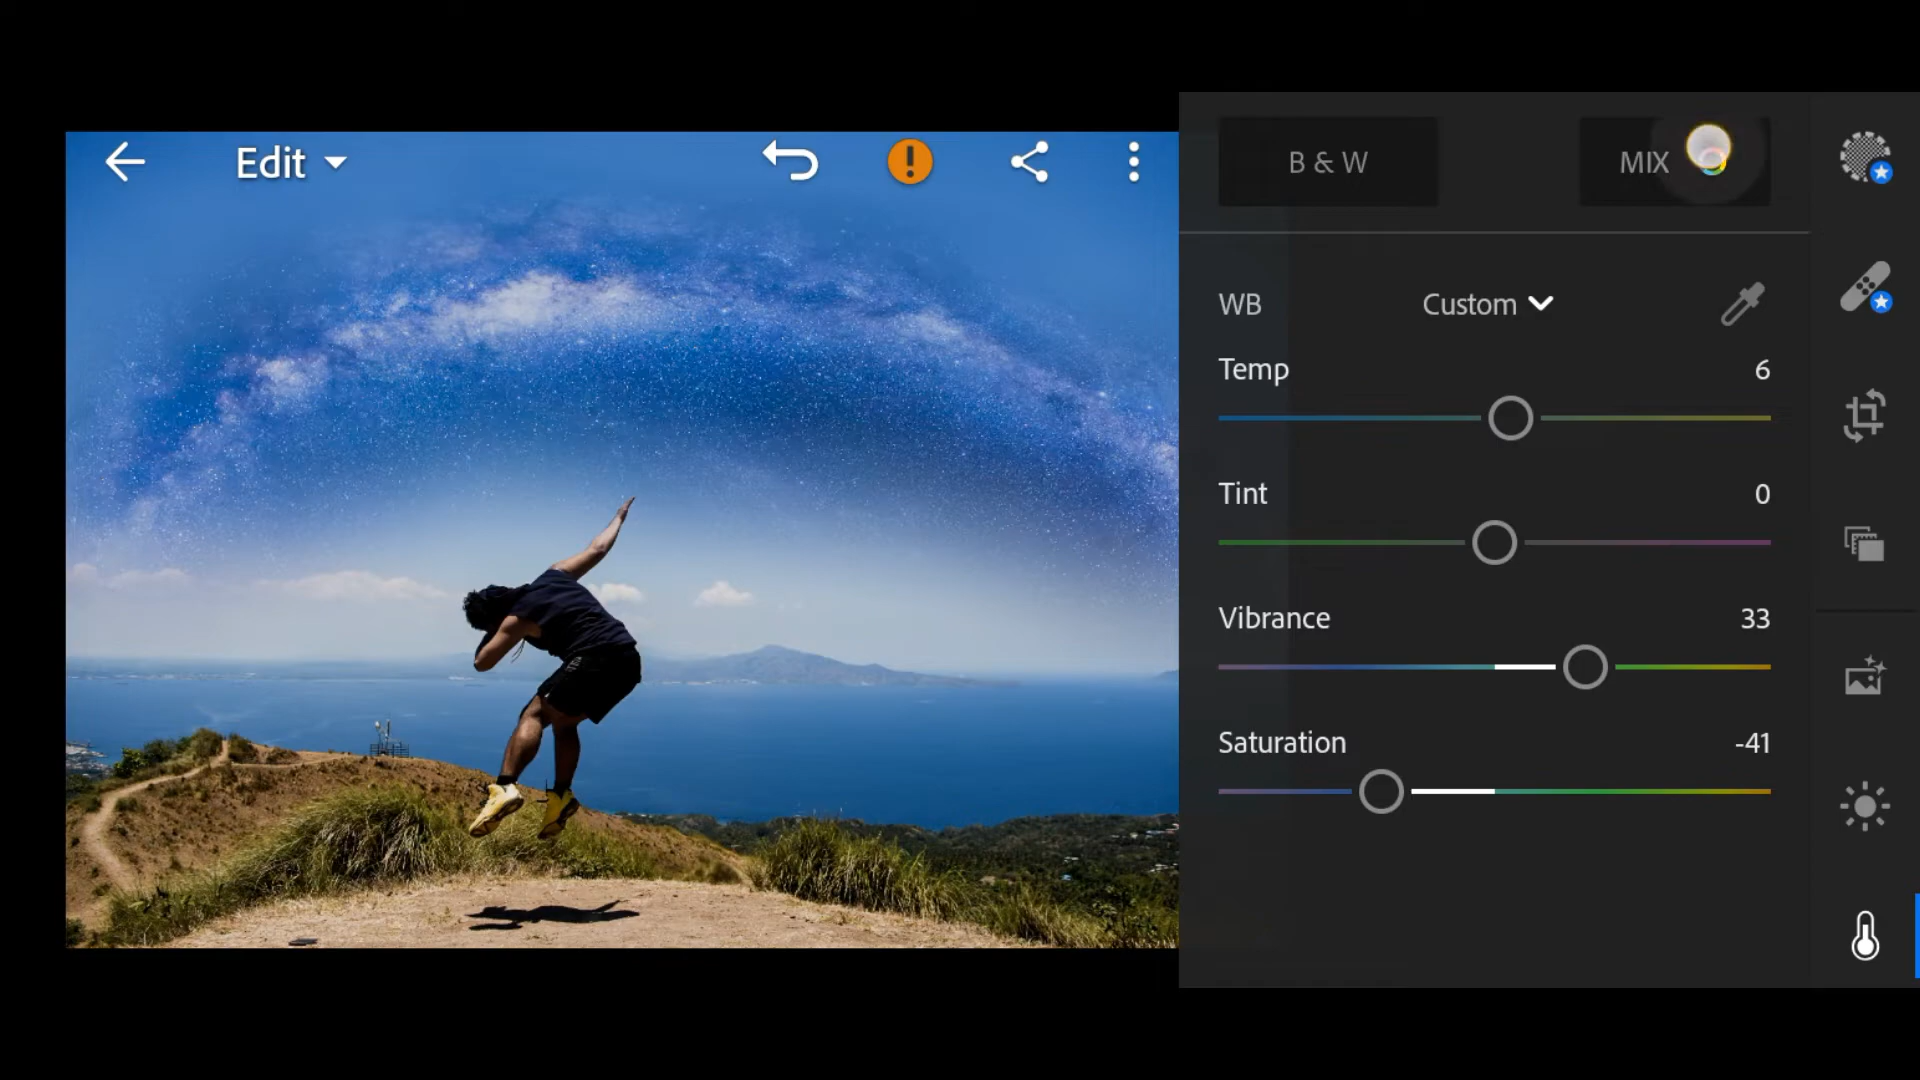 Edit
B & W
MIX
WB
Custom
Temp
6
Tint
0
Vibrance
33
Saturation
-41